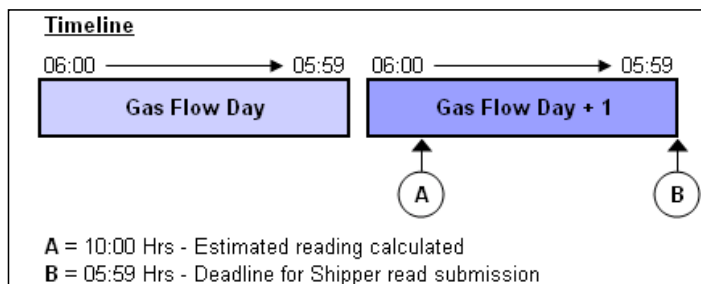 Timeline
06:00 05:59 06:00 05:59
Gas Flow Day Gas Flow Day + 1
A B
A = 10:00 Hrs - Estimated reading calculated
B = 05:59 Hrs - Deadline for Shipper read submission